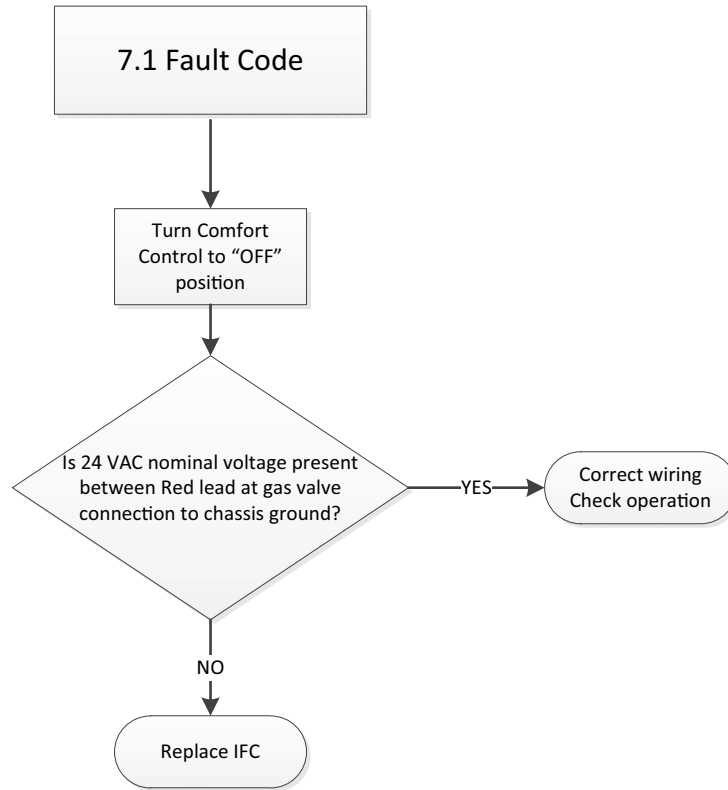 7.1 Fault Code
Turn Comfort
Control to “OFF”
position
Is 24 VAC nominal voltage present
between Red lead at gas valve
connection to chassis ground?
YES
Correct wiring
Check operation
NO
Replace IFC